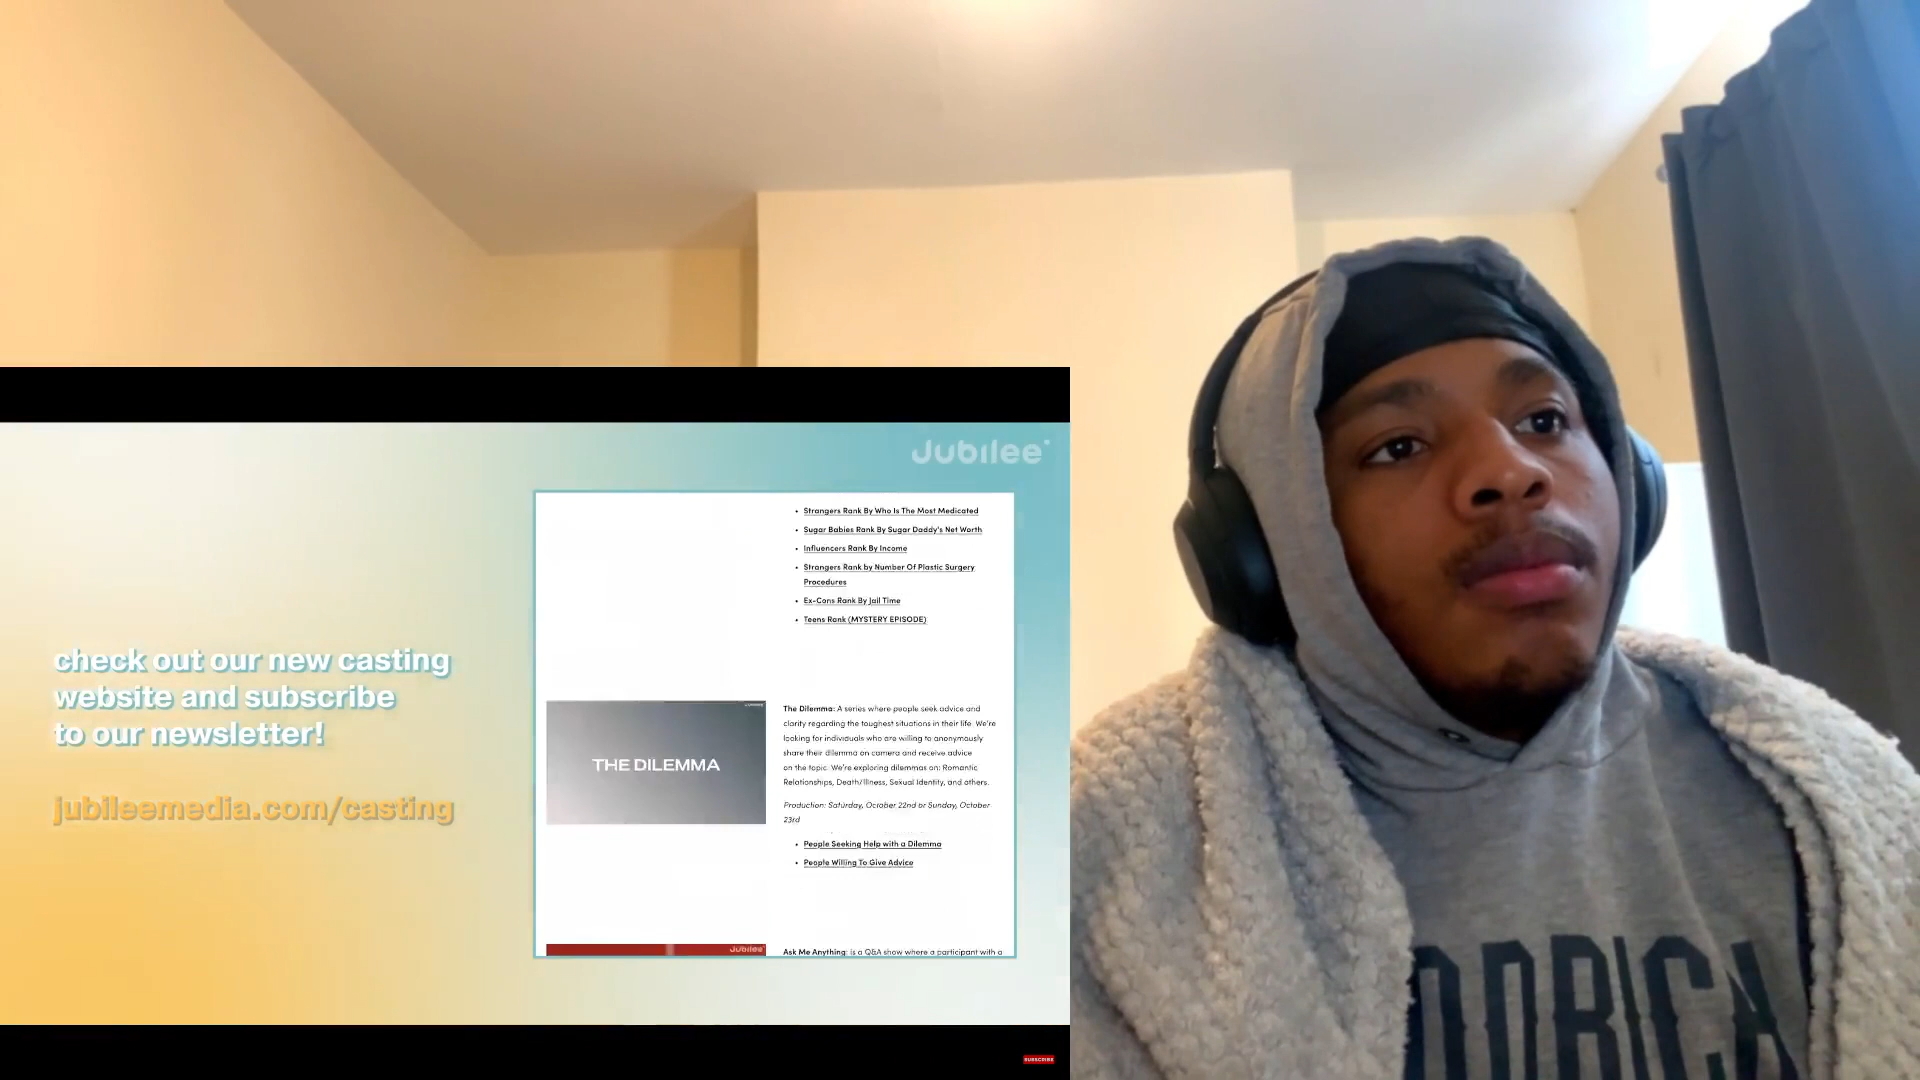 Jubilee
check out our new casting
website and subscribe
to our newsletter!
jubileemedia.com/casting
• Strangers Rank By Who Is The Most Medicated
• Sugar Babies Rank By Sugar Daddy's Net Worth
• Influencers Rank By Income
• Strangers Rank by Number Of Plastic Surgery
Procedures
• Ex-Cons Rank By Jail Time
• Teens Rank (MYSTERY EPISODE)
Jubilee
THE DILEMMA
The Dilemma: A series where people seek advice and
clarity regarding the toughest situations in their life. We're
looking for individuals who are willing to anonymously
share their dilemma on camera and receive advice
on the topic. We're exploring dilemmas on: Romantic
Relationships, Death/Illness, Sexual Identity, and others.
Production: Saturday, October 22nd or Sunday, October
23rd
• People Seeking Help with a Dilemma
• People Willing To Give Advice
Jubilee
Ask Me Anything: is a Q&A show where a participant with a
SUBSCRIBE